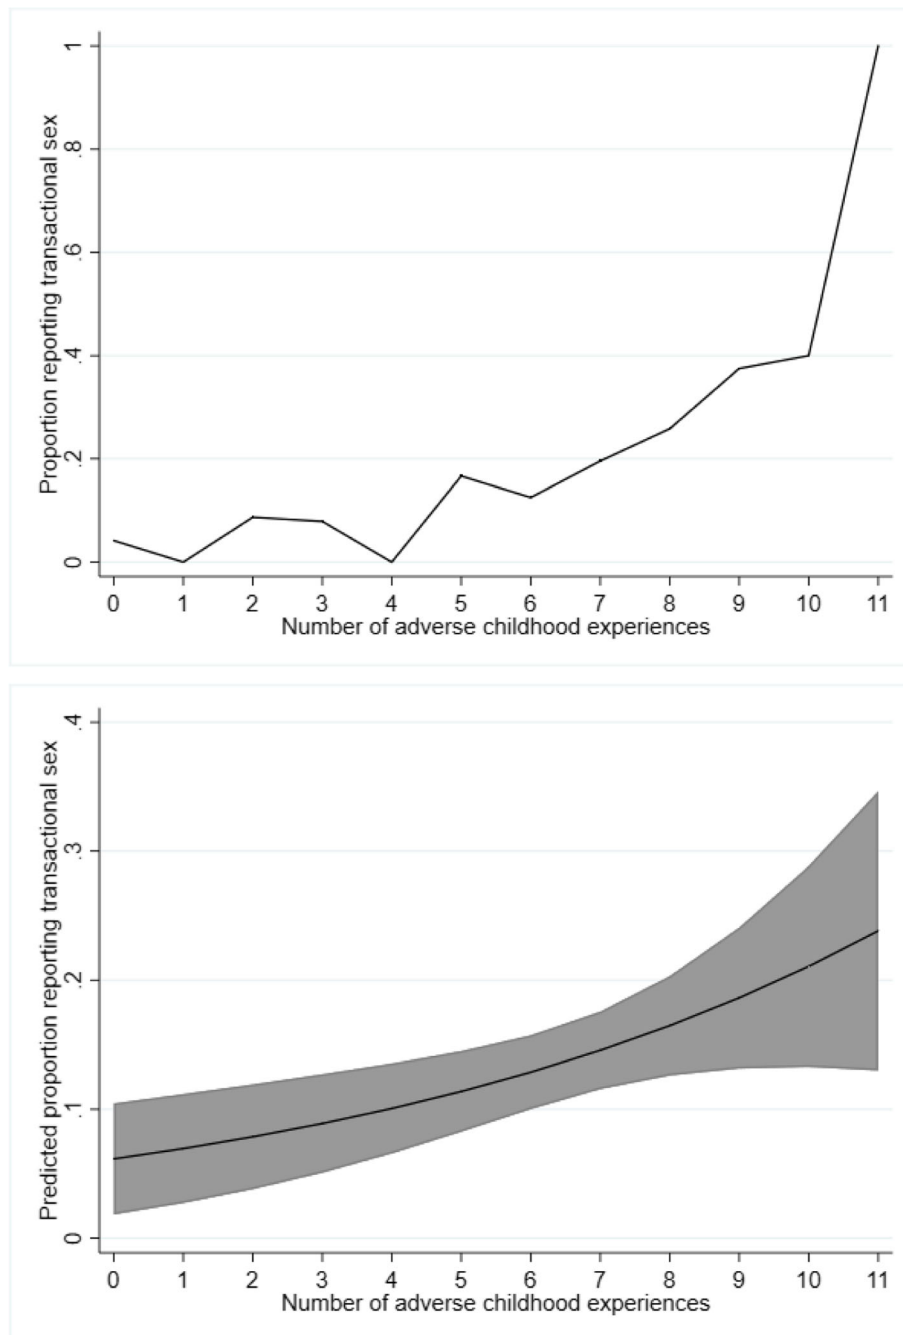 Proportion reporting transactional sex
1
.8
.6
.4
.2
0
0 1 2 3 4 5 6 7 8 9 10 11
Number of adverse childhood experiences
Predicted proportion reporting transactional sex
.4
.3
.2
.1
0
0 1 2 3 4 5 6 7 8 9 10 11
Number of adverse childhood experiences